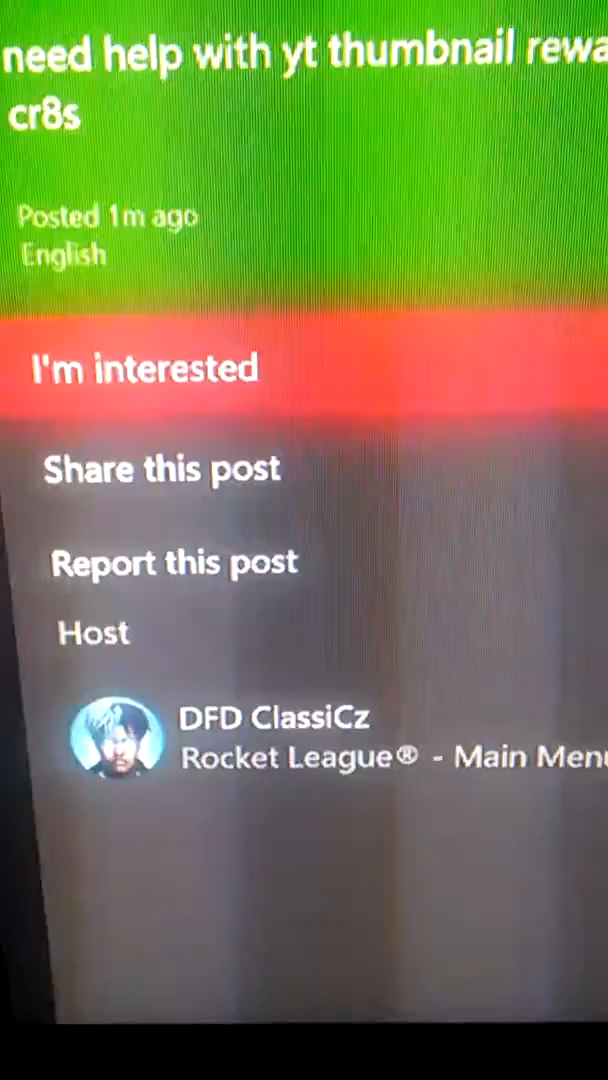 need help with yt thumbnail rewa
cr8s
Posted 1m ago
English
I'm interested
Share this post
Report this post
Host
DFD ClassiCz
Rocket League® - Main Menu